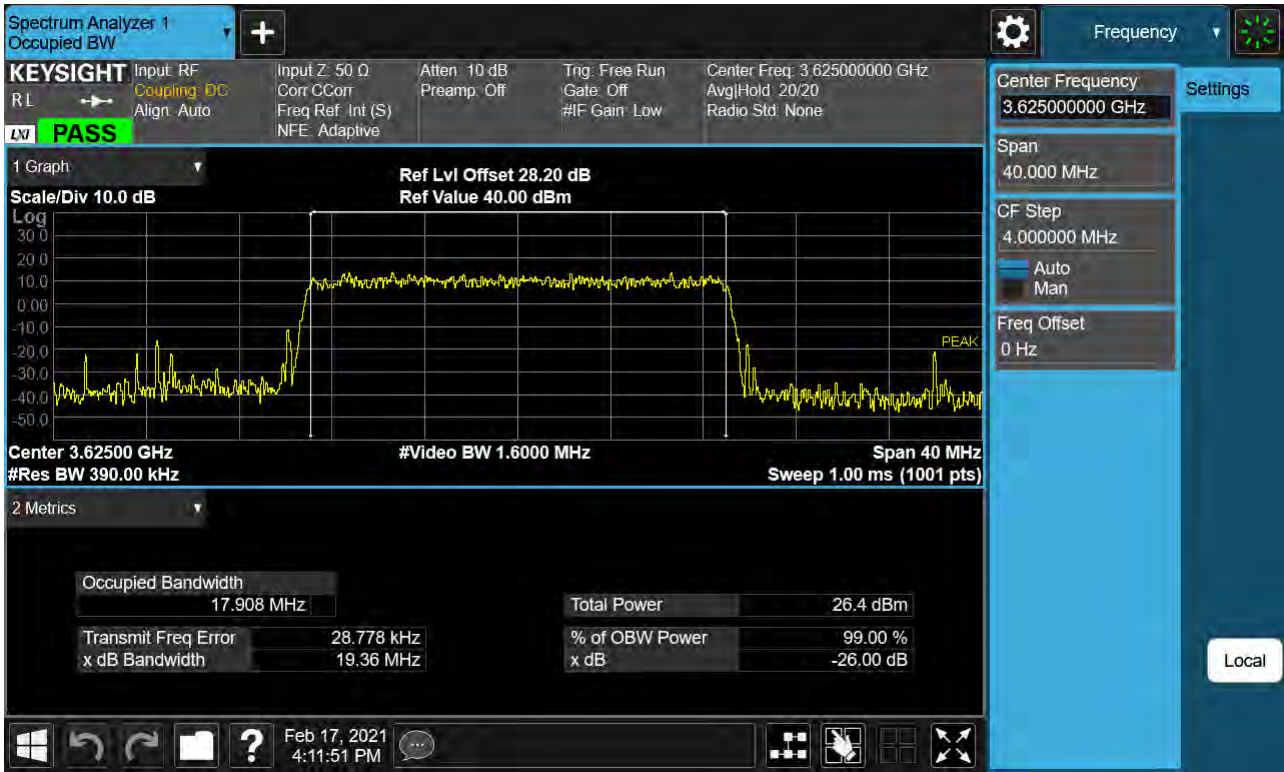 Spectrum Analyzer 1
Occupied BW
+
Frequency
KEYSIGHT
R L
LXI
PASS
Input: RF
Coupling: DC
Align: Auto
Input Z: 50 Ω
Corr CCorr
Freq Ref: Int (S)
NFE: Adaptive
Atten: 10 dB
Preamp: Off
Trig: Free Run
Gate: Off
#IF Gain: Low
Center Freq: 3.625000000 GHz
Avg|Hold: 20/20
Radio Std: None
Center Frequency
3.625000000 GHz
Settings
Span
40.000 MHz
CF Step
4.000000 MHz
Auto
Man
Freq Offset
0 Hz
1 Graph
Scale/Div 10.0 dB
Ref Lvl Offset 28.20 dB
Ref Value 40.00 dBm
Log
30.0
20.0
10.0
0.00
-10.0
-20.0
-30.0
-40.0
-50.0
PEAK
Center 3.62500 GHz
#Res BW 390.00 kHz
#Video BW 1.6000 MHz
Span 40 MHz
Sweep 1.00 ms (1001 pts)
2 Metrics
Occupied Bandwidth
17.908 MHz
Transmit Freq Error 28.778 kHz
x dB Bandwidth 19.36 MHz
Total Power 26.4 dBm
% of OBW Power 99.00 %
x dB -26.00 dB
Local
?
Feb 17, 2021
4:11:51 PM